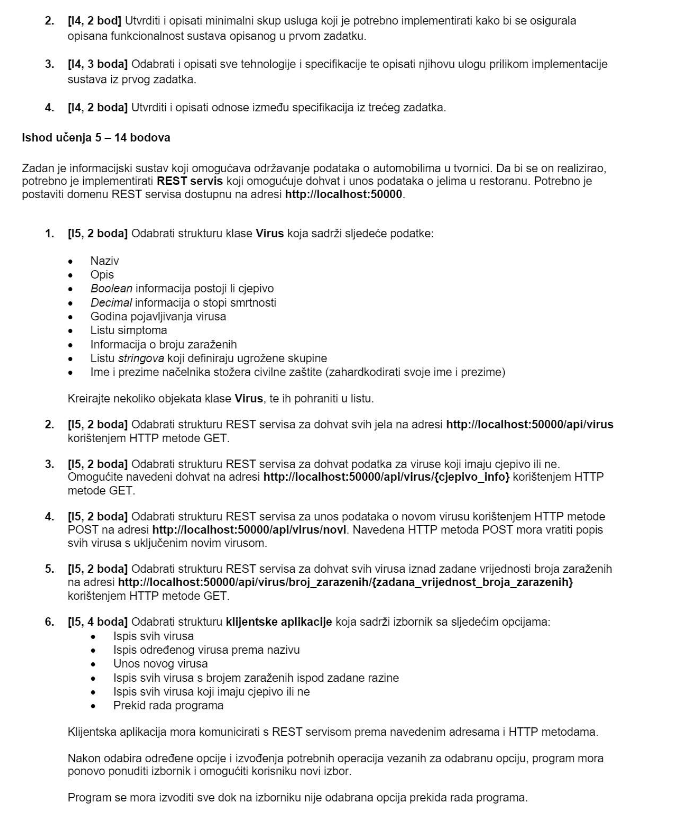 2. [I4, 2 bod] Utvrditi i opisati minimalni skup usluga koji je potrebno implementirati kako bi se osigurala
opisana funkcionalnost sustava opisanog u prvom zadatku.
3. [I4, 3 boda] Odabrati i opisati sve tehnologije i specifikacije te opisati njihovu ulogu prilikom implementacije
sustava iz prvog zadatka.
4. [I4, 2 boda] Utvrditi i opisati odnose između specifikacija iz trećeg zadatka.
Ishod učenja 5 – 14 bodova
Zadan je informacijski sustav koji omogućava održavanje podataka o automobilima u tvornici. Da bi se on realizirao,
potrebno je implementirati REST servis koji omogućuje dohvat i unos podataka o jelima u restoranu. Potrebno je
postaviti domenu REST servisa dostupnu na adresi http://localhost:50000.
1. [I5, 2 boda] Odabrati strukturu klase Virus koja sadrži sljedeće podatke:
• Naziv
• Opis
• Boolean informacija postoji li cjepivo
• Decimal informacija o stopi smrtnosti
• Godina pojavljivanja virusa
• Listu simptoma
• Informacija o broju zaraženih
• Listu stringova koji definiraju ugrožene skupine
• Ime i prezime načelnika stožera civilne zaštite (zahardkodirati svoje ime i prezime)
Kreirajte nekoliko objekata klase Virus, te ih pohraniti u listu.
2. [I5, 2 boda] Odabrati strukturu REST servisa za dohvat svih jela na adresi http://localhost:50000/api/virus
korištenjem HTTP metode GET.
3. [I5, 2 boda] Odabrati strukturu REST servisa za dohvat podatka za viruse koji imaju cjepivo ili ne.
Omogućite navedeni dohvat na adresi http://localhost:50000/api/virus/{cjepivo_info} korištenjem HTTP
metode GET.
4. [I5, 2 boda] Odabrati strukturu REST servisa za unos podataka o novom virusu korištenjem HTTP metode
POST na adresi http://localhost:50000/api/virus/novi. Navedena HTTP metoda POST mora vratiti popis
svih virusa s uključenim novim virusom.
5. [I5, 2 boda] Odabrati strukturu REST servisa za dohvat svih virusa iznad zadane vrijednosti broja zaraženih
na adresi http://localhost:50000/api/virus/broj_zarazenih/{zadana_vrijednost_broja_zarazenih}
korištenjem HTTP metode GET.
6. [I5, 4 boda] Odabrati strukturu klijentske aplikacije koja sadrži izbornik sa sljedećim opcijama:
• Ispis svih virusa
• Ispis određenog virusa prema nazivu
• Unos novog virusa
• Ispis svih virusa s brojem zaraženih ispod zadane razine
• Ispis svih virusa koji imaju cjepivo ili ne
• Prekid rada programa
Klijentska aplikacija mora komunicirati s REST servisom prema navedenim adresama i HTTP metodama.
Nakon odabira određene opcije i izvođenja potrebnih operacija vezanih za odabranu opciju, program mora
ponovo ponuditi izbornik i omogućiti korisniku novi izbor.
Program se mora izvoditi sve dok na izborniku nije odabrana opcija prekida rada programa.